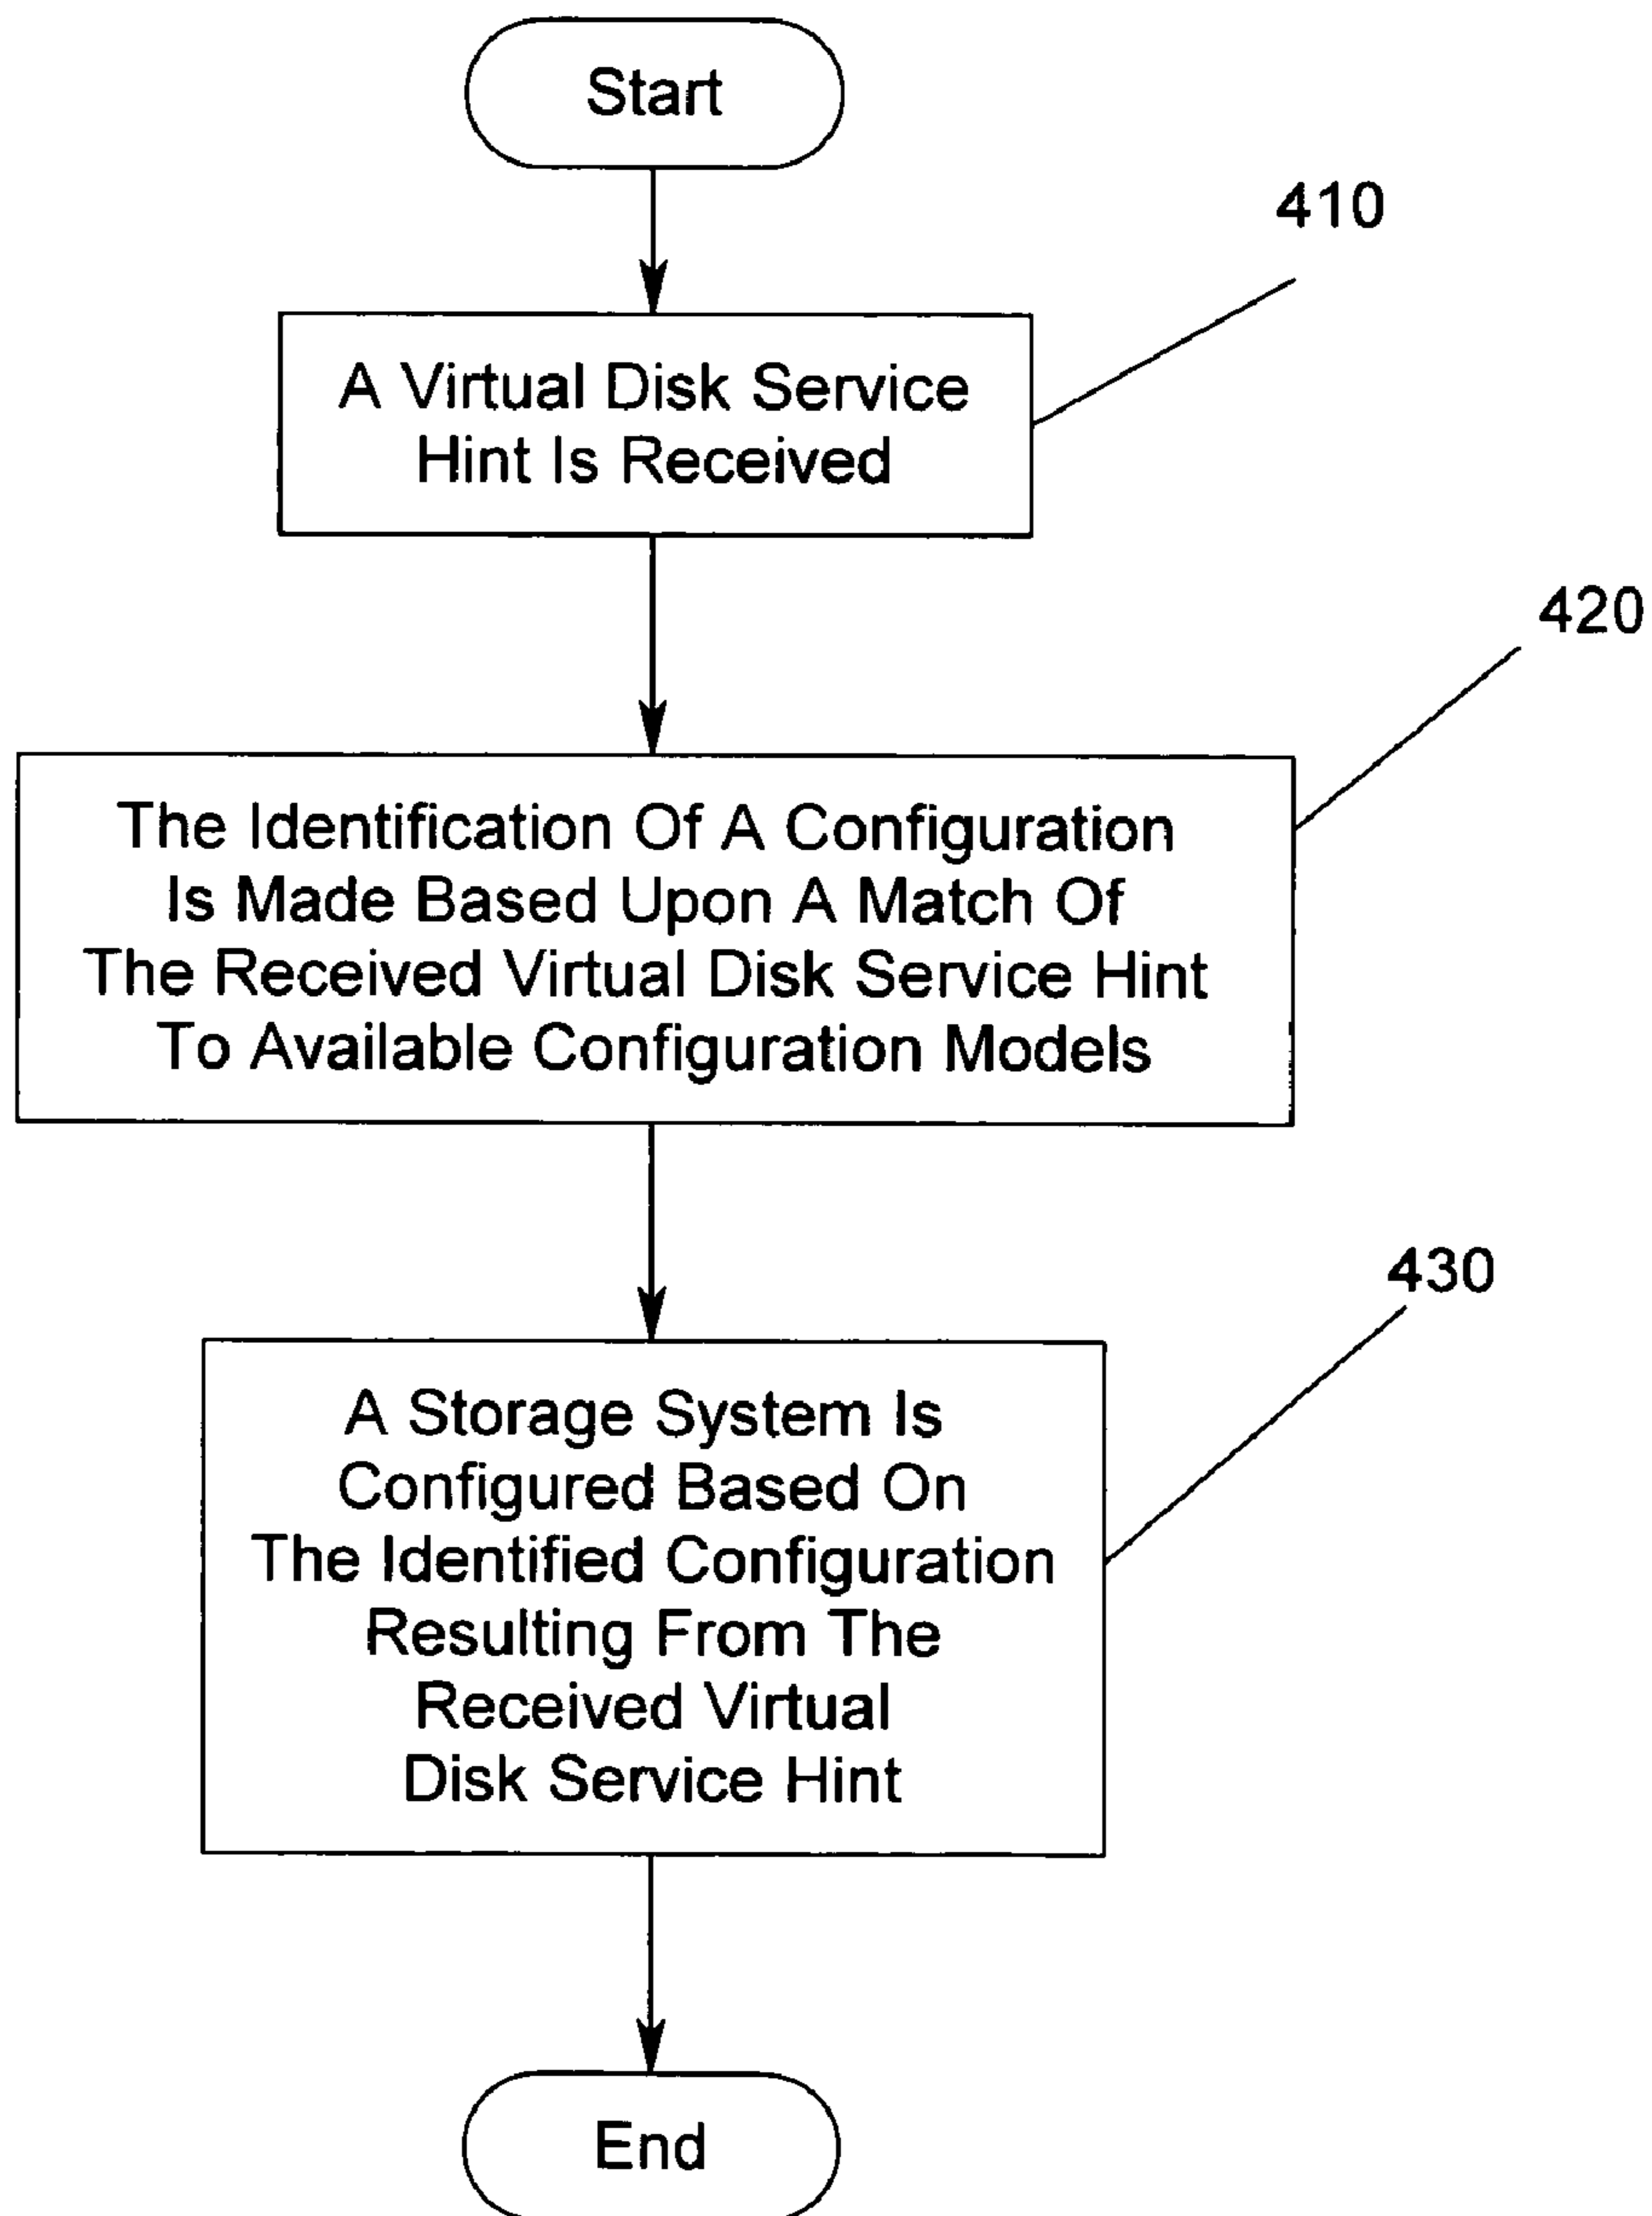 Start
410
A Virtual Disk Service
Hint Is Received
420
The Identification Of A Configuration
Is Made Based Upon A Match Of
The Received Virtual Disk Service Hint
To Available Configuration Models
430
A Storage System Is
Configured Based On
The Identified Configuration
Resulting From The
Received Virtual
Disk Service Hint
End